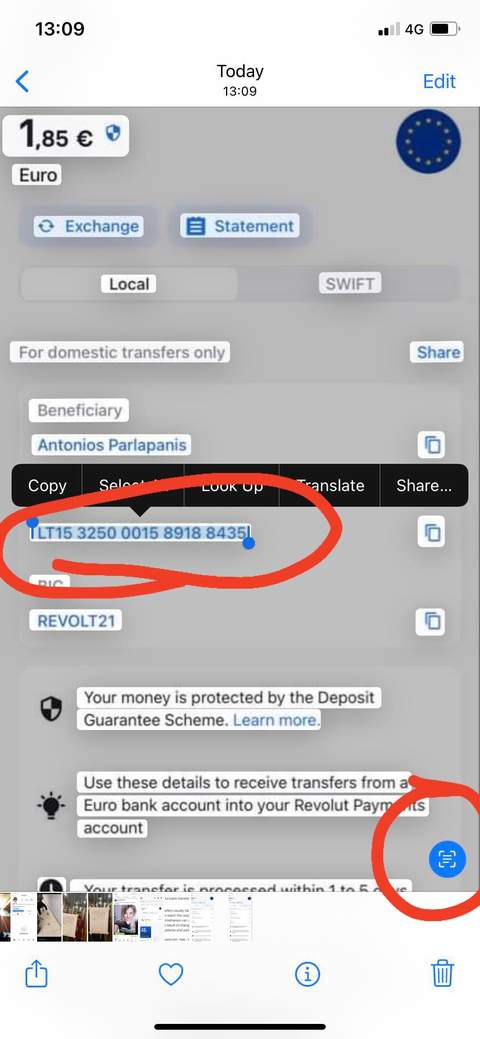 13:09
4G
Today
13:09
Edit
1,85 €
Euro
Exchange
Statement
Local
SWIFT
For domestic transfers only
Share
Beneficiary
Antonios Parlapanis
Copy
Look Up
Translate
Share...
LT15 3250 0015 8918 8435
BIC
REVOLT21
Your money is protected by the Deposit
Guarantee Scheme. Learn more.
Use these details to receive transfers from a
Euro bank account into your Revolut Payments
account
Your transfer is processed within 1 to 5 days